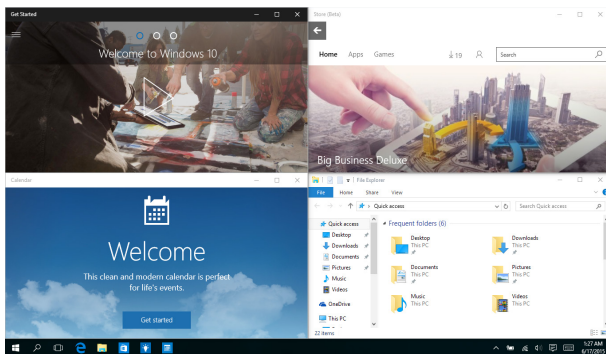 Get Started
Welcome to Windows 10
Store (Beta)
Home Apps Games
19
Search
Big Business Deluxe
Calendar
Welcome
This clean and modern calendar is perfect
for life's events.
Get started
File Explorer
File Home Share View
Quick access
Search Quick access
Quick access
Desktop
Downloads
Documents
Pictures
Music
Videos
OneDrive
This PC
Frequent folders (6)
Desktop
This PC
Downloads
This PC
Documents
This PC
Pictures
This PC
Music
This PC
Videos
This PC
22 items
1:27 AM
6/17/2015